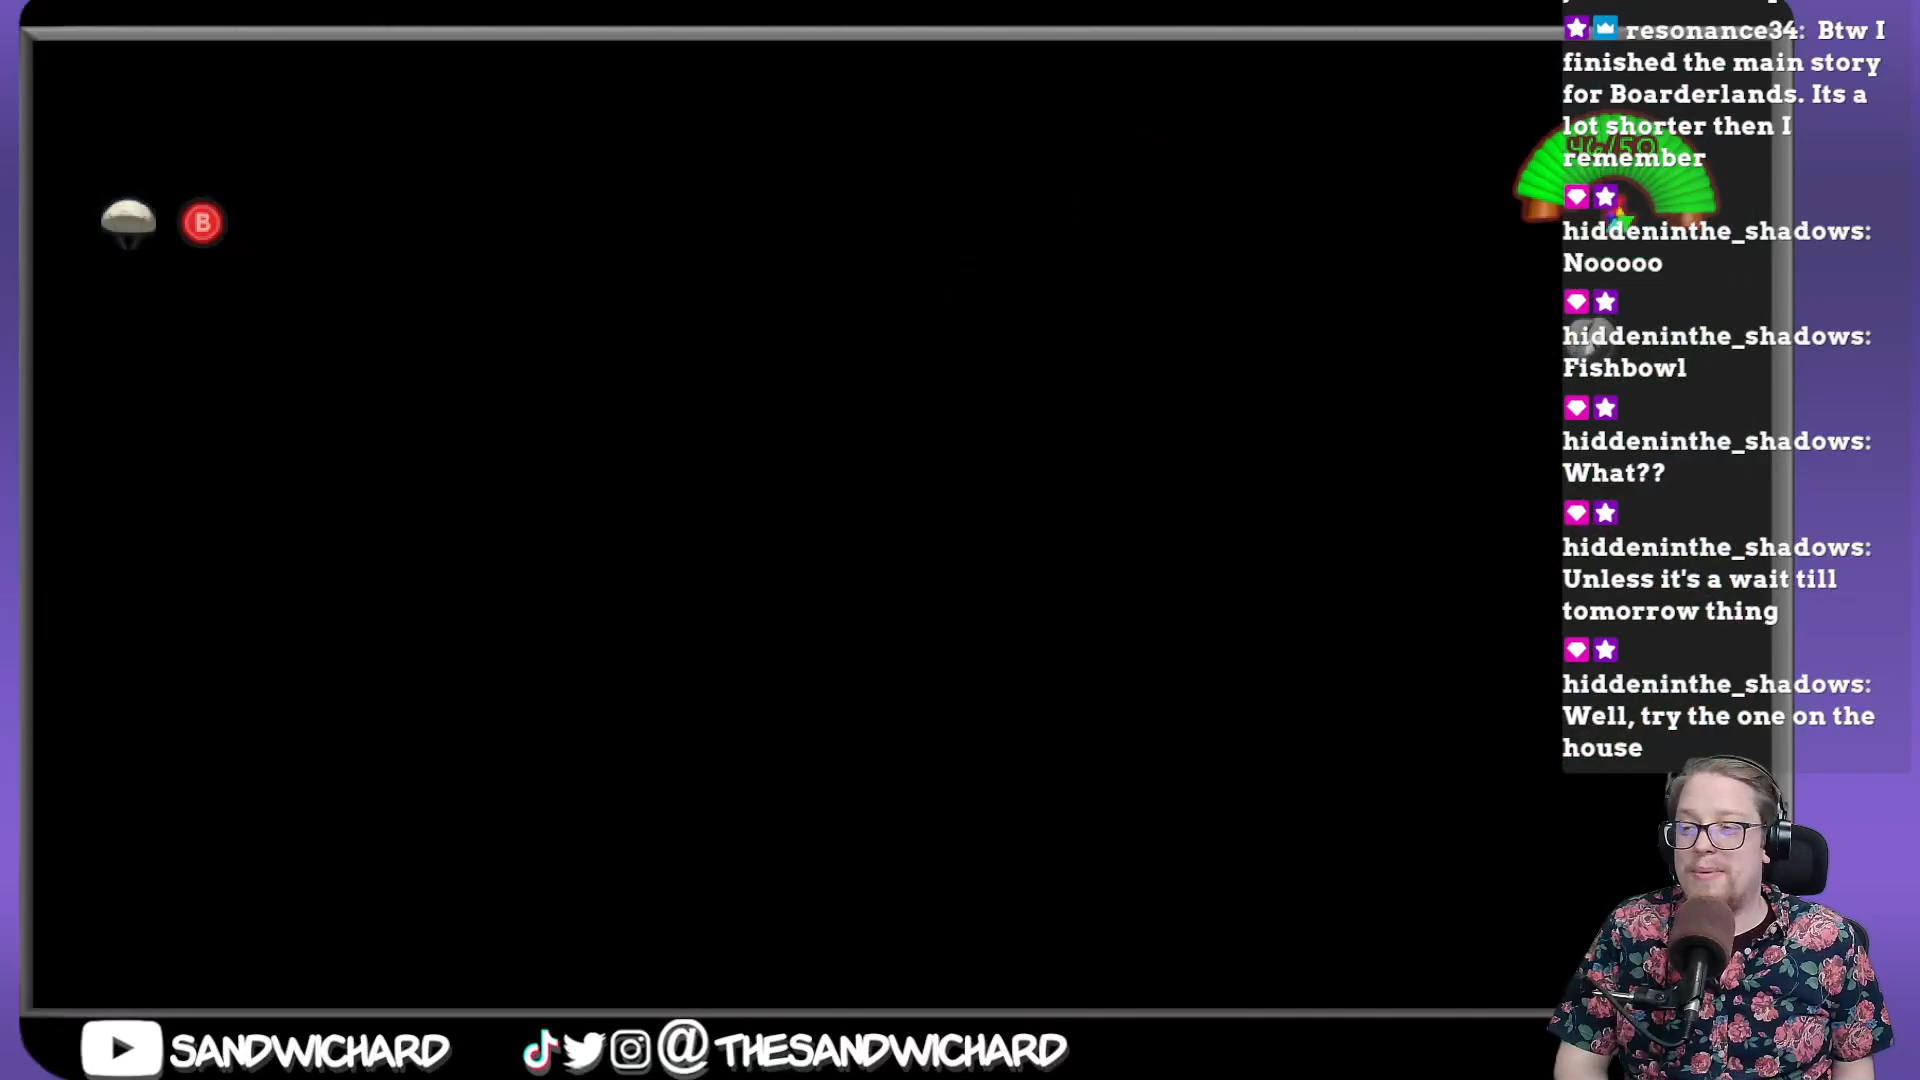 resonance34: Btw I
finished the main story
for Boarderlands. Its a
lot shorter then I
remember
hiddeninthe_shadows:
Nooooo
hiddeninthe_shadows:
Fishbowl
hiddeninthe_shadows:
What??
hiddeninthe_shadows:
Unless it's a wait till
tomorrow thing
hiddeninthe_shadows:
Well, try the one on the
house
B
SANDWICHARD
@THESANDWICHARD